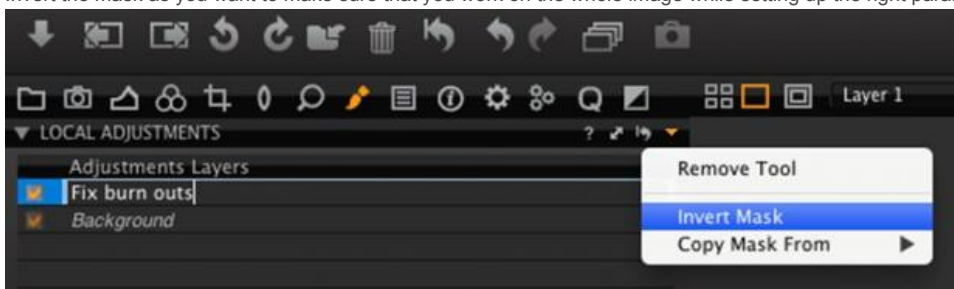 Invert the mask as you want to make sure that you work on the whole image while setting up the right
Layer 1
LOCAL ADJUSTMENTS ?
Adjustments Layers
Remove Tool
Fix burn outs
Invert Mask
Background
Copy Mask From